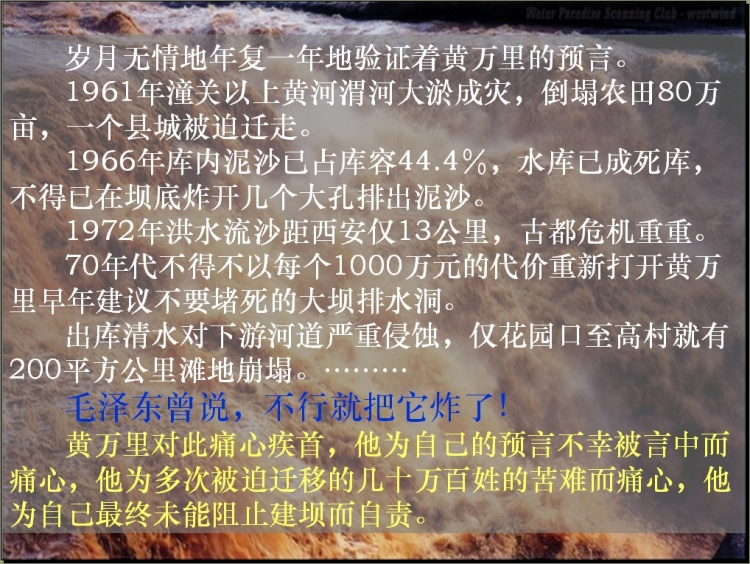 Water Paradise Scanning Club - westwind
岁月无情地年复一年地验证着黄万里的预言。
1961年潼关以上黄河渭河大淤成灾，倒塌农田80万
亩，一个县城被迫迁走。
1966年库内泥沙已占库容44.4%，水库已成死库，
不得已在坝底炸开几个大孔排出泥沙。
1972年洪水流沙距西安仅13公里，古都危机重重。
70年代不得不以每个1000万元的代价重新打开黄万
里早年建议不要堵死的大坝排水洞。
出库清水对下游河道严重侵蚀，仅花园口至高村就有
200平方公里滩地崩塌。………
毛泽东曾说，不行就把它炸了！
黄万里对此痛心疾首，他为自己的预言不幸被言中而
痛心，他为多次被迫迁移的几十万百姓的苦难而痛心，他
为自己最终未能阻止建坝而自责。